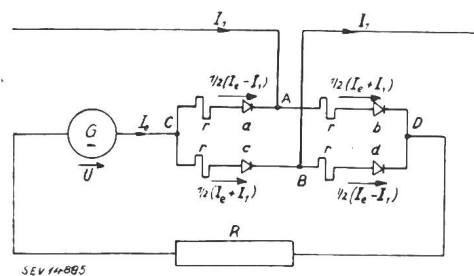 I₁
I₁
½(Iₑ−I₁)
½(Iₑ+I₁)
A
C
r
a
r
b
D
G
Iₑ
U
r
c
B
r
d
½(Iₑ+I₁)
½(Iₑ−I₁)
R
SEV 14885